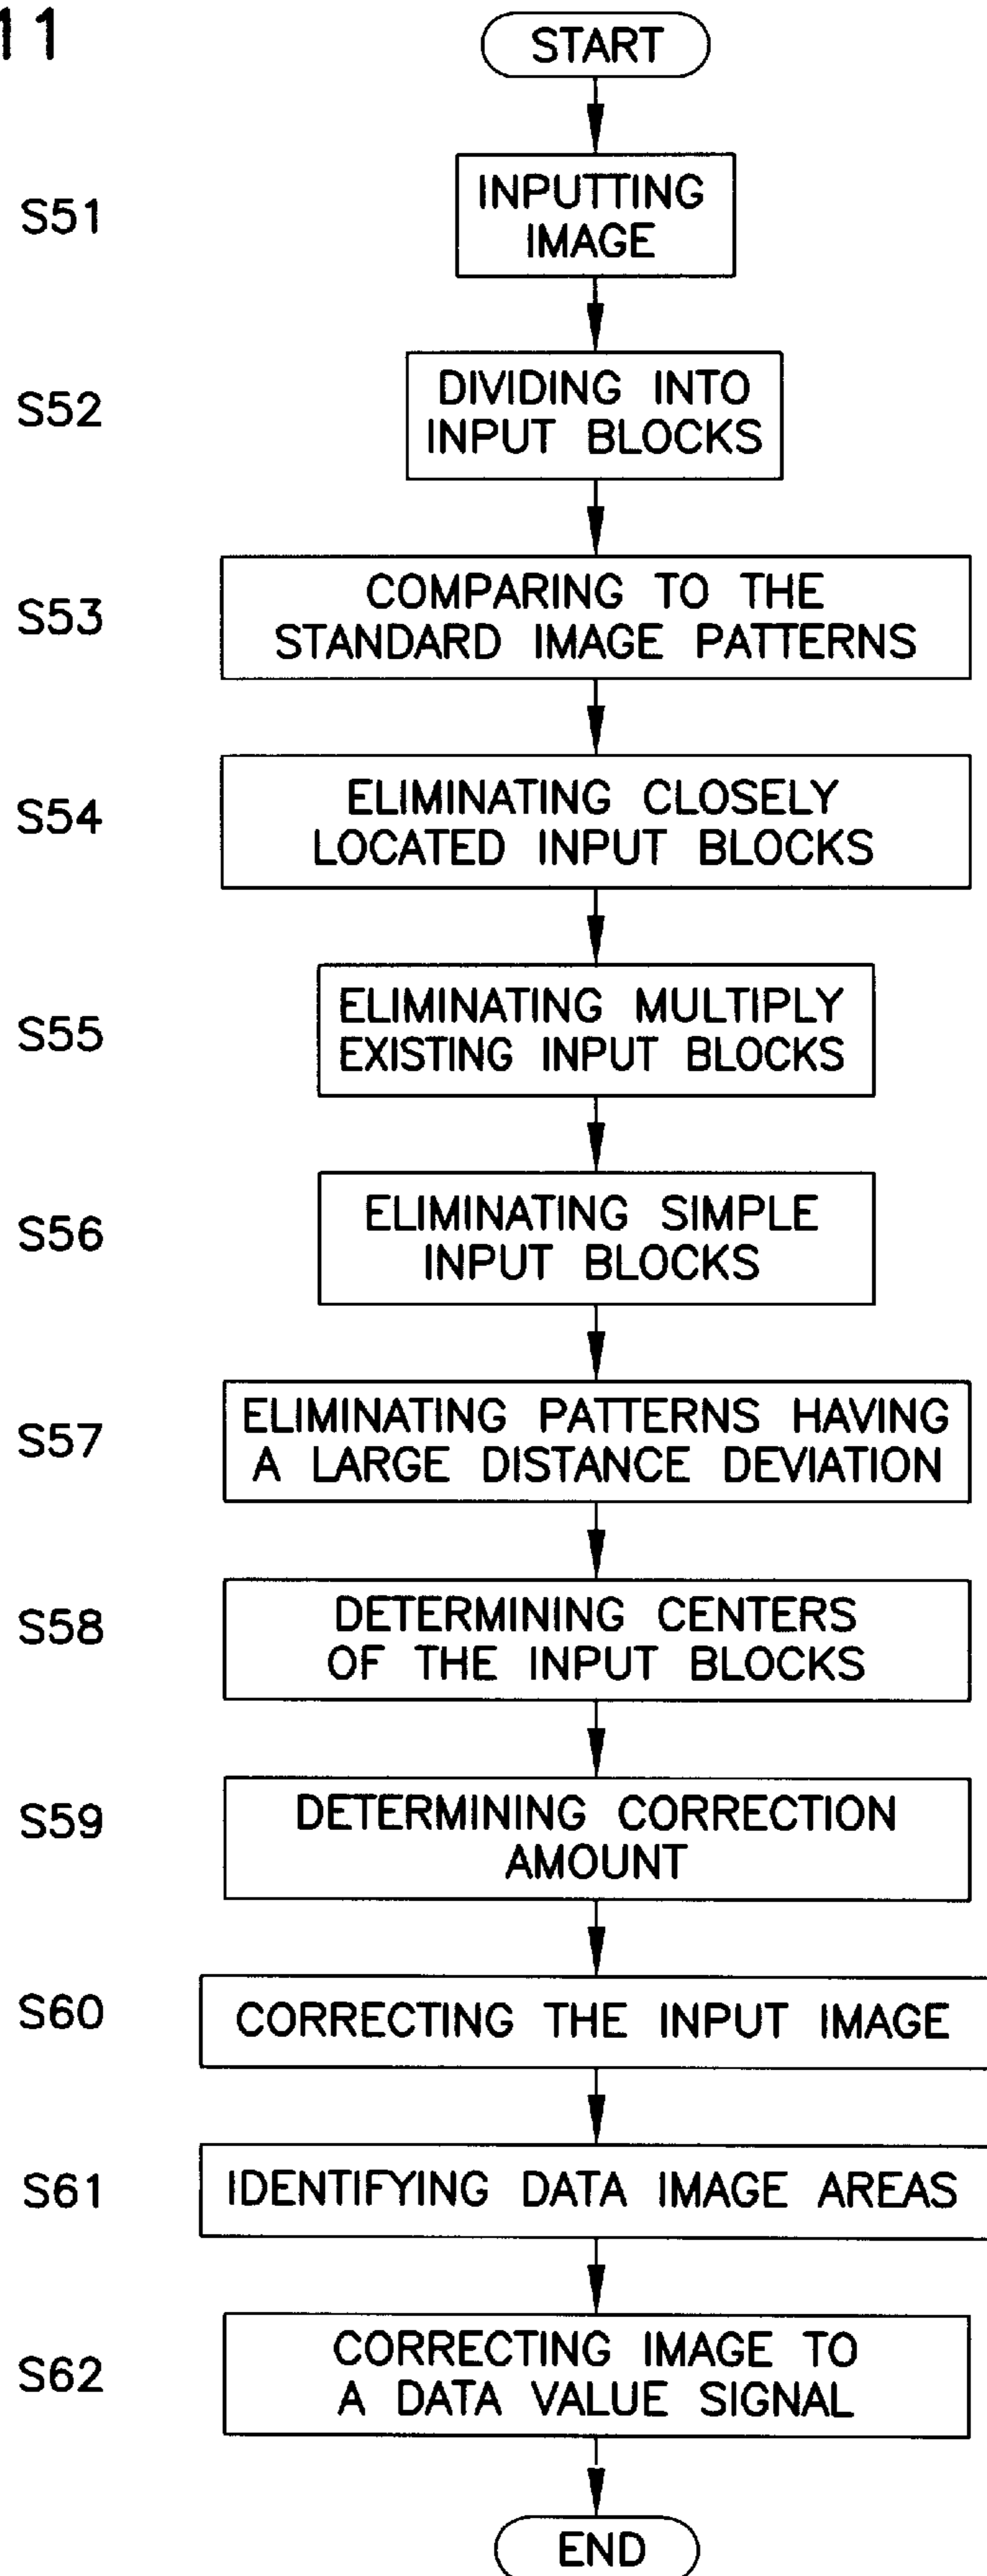 11
START
S51
INPUTTING
IMAGE
S52
DIVIDING INTO
INPUT BLOCKS
S53
COMPARING TO THE
STANDARD IMAGE PATTERNS
S54
ELIMINATING CLOSELY
LOCATED INPUT BLOCKS
S55
ELIMINATING MULTIPLY
EXISTING INPUT BLOCKS
S56
ELIMINATING SIMPLE
INPUT BLOCKS
S57
ELIMINATING PATTERNS HAVING
A LARGE DISTANCE DEVIATION
S58
DETERMINING CENTERS
OF THE INPUT BLOCKS
S59
DETERMINING CORRECTION
AMOUNT
S60
CORRECTING THE INPUT IMAGE
S61
IDENTIFYING DATA IMAGE AREAS
S62
CORRECTING IMAGE TO
A DATA VALUE SIGNAL
END